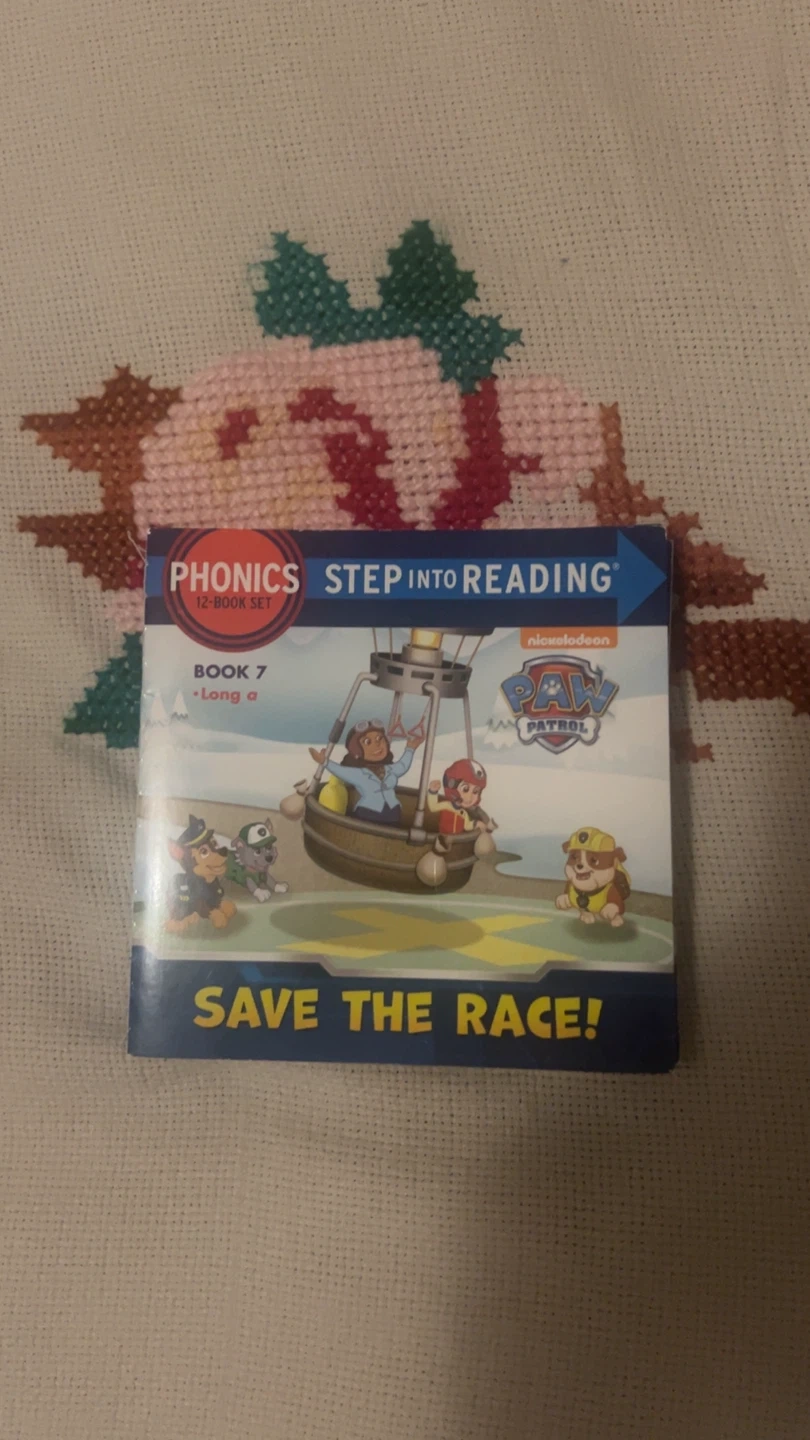 PHONICS
12-BOOK SET
STEP INTO READING®
nickelodeon
BOOK 7
•Long a
PAW
PATROL
SAVE THE RACE!